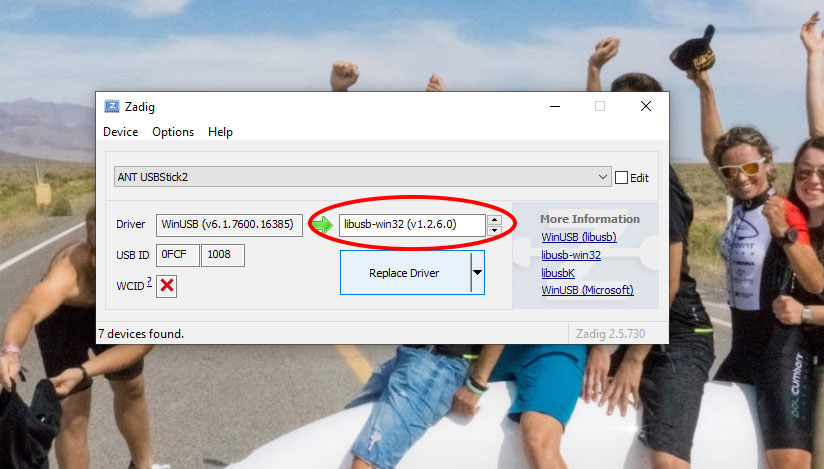 Zadig
Device Options Help
ANT USBStick2 Edit
Driver WinUSB (v6.1.7600.16385) libusb-win32 (v1.2.6.0)
USB ID 0FCF 1008
WCID ?
Replace Driver
More Information
WinUSB (libusb)
libusb-win32
libusbK
WinUSB (Microsoft)
7 devices found. Zadig 2.5.730